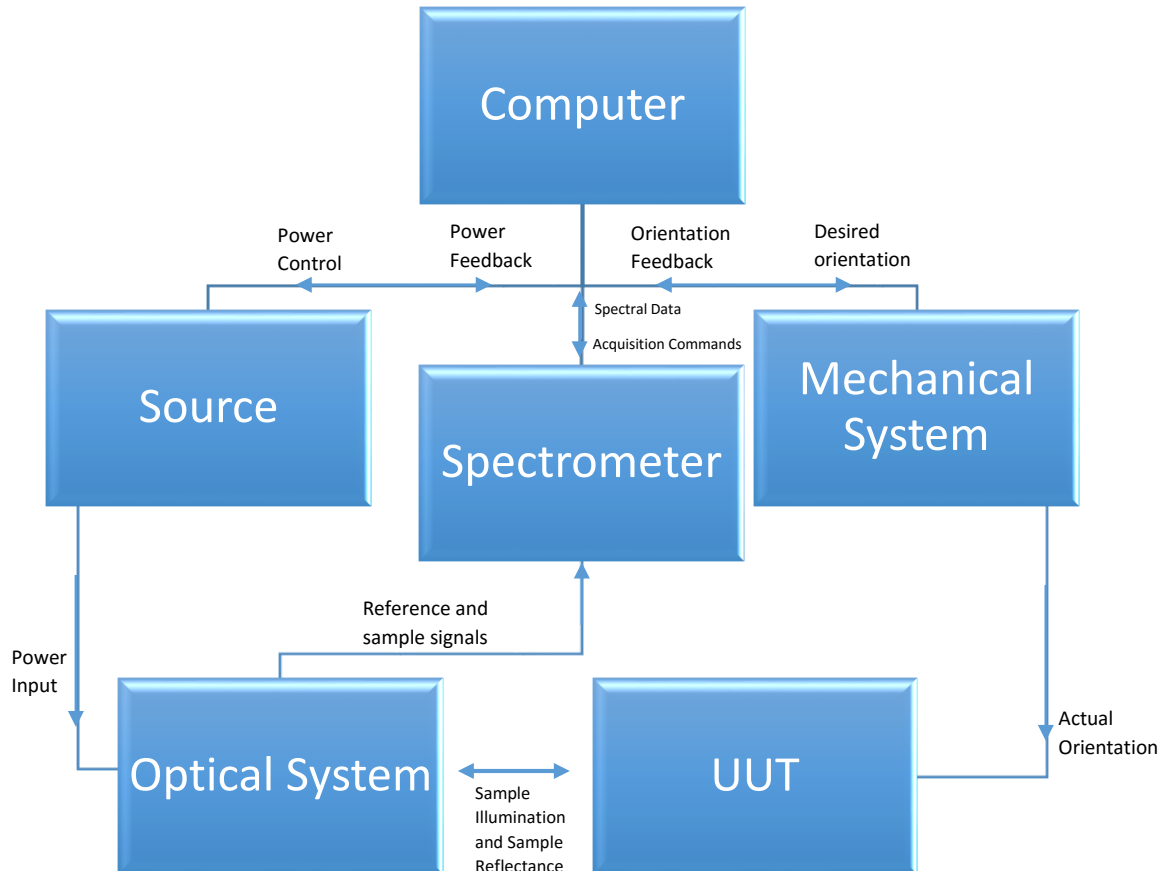 Computer
Power
Control
Power
Feedback
Orientation
Feedback
Desired
orientation
Spectral Data
Acquisition Commands
Source
Spectrometer
Mechanical
System
Reference and
sample signals
Power
Input
Actual
Orientation
Optical System
UUT
Sample
Illumination
and Sample
Reflectance